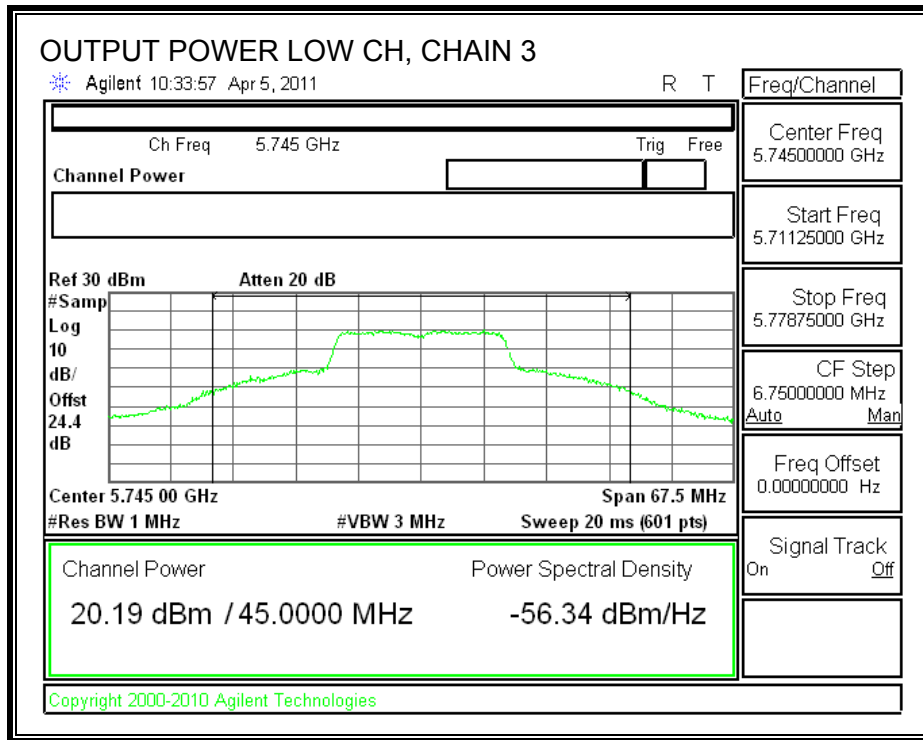 OUTPUT POWER LOW CH, CHAIN 3
Agilent 10:33:57 Apr 5, 2011 R T
Freq/Channel
Ch Freq 5.745 GHz Trig Free
Channel Power
Center Freq
5.74500000 GHz
Start Freq
5.71125000 GHz
Stop Freq
5.77875000 GHz
CF Step
6.75000000 MHz
Auto Man
Freq Offset
0.00000000 Hz
Signal Track
On Off
Ref 30 dBm Atten 20 dB
#Samp
Log
10
dB/
Offst
24.4
dB
Center 5.745 00 GHz Span 67.5 MHz
#Res BW 1 MHz #VBW 3 MHz Sweep 20 ms (601 pts)
Channel Power Power Spectral Density
20.19 dBm / 45.0000 MHz -56.34 dBm/Hz
Copyright 2000-2010 Agilent Technologies